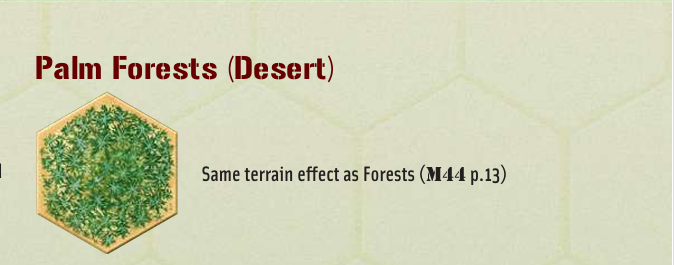 Palm Forests (Desert)
Same terrain effect as Forests (M44 p.13)